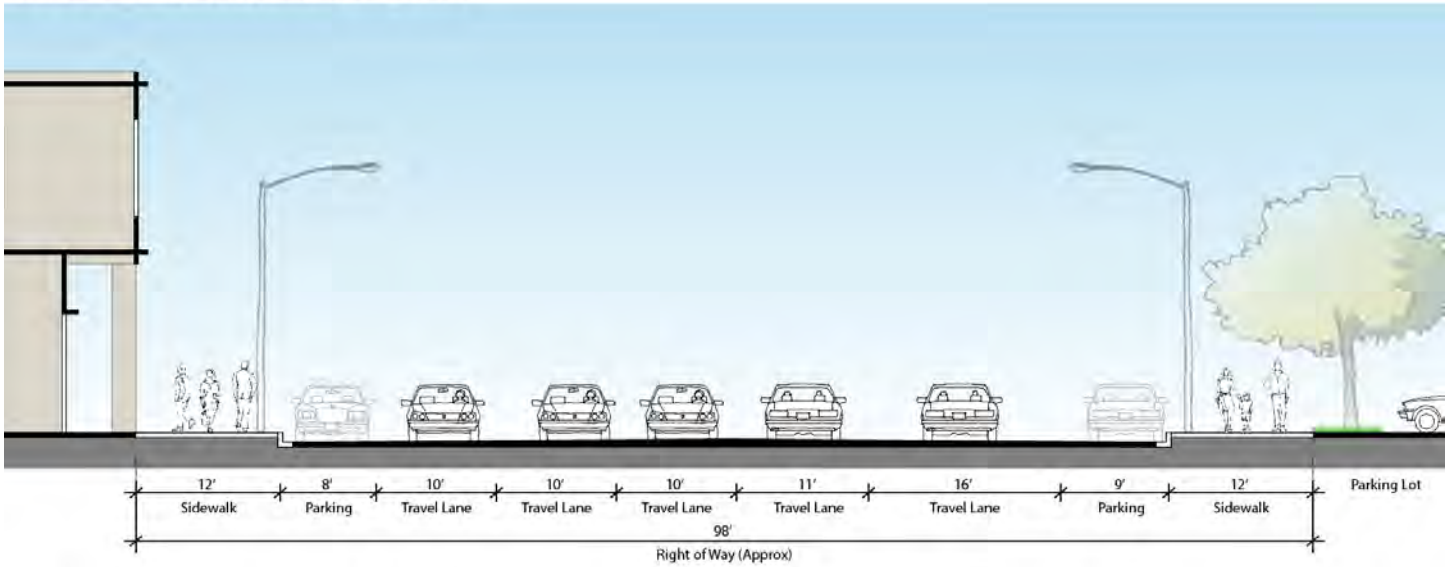 12' 8' 10' 10' 10' 11' 16' 9' 12'
Sidewalk Parking Travel Lane Travel Lane Travel Lane Travel Lane Travel Lane Parking Sidewalk Parking Lot
98'
Right of Way (Approx)